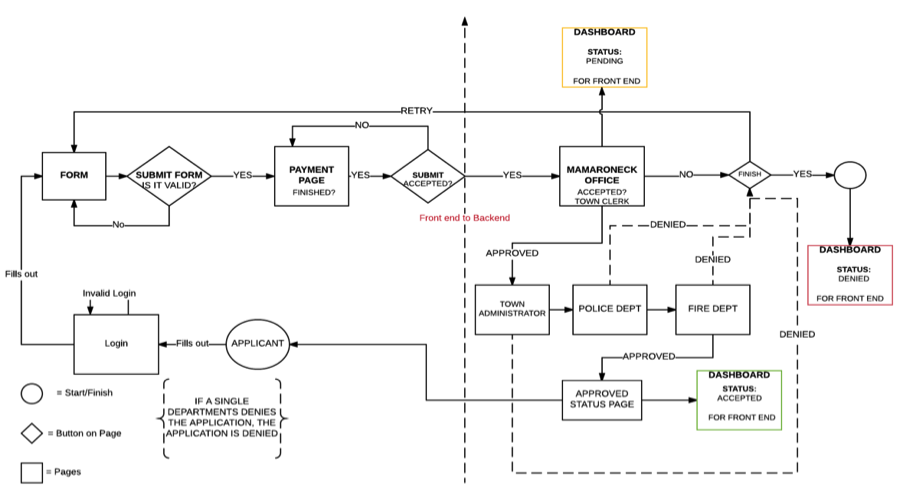 DASHBOARD
STATUS:
PENDING
FOR FRONT END
RETRY
NO
FORM
SUBMIT FORM
IS IT VALID?
YES
PAYMENT
PAGE
FINISHED?
YES
SUBMIT
ACCEPTED?
YES
MAMARONECK
OFFICE
ACCEPTED?
TOWN CLERK
NO
FINISH
YES
No
Front end to Backend
DENIED
APPROVED
DENIED
DASHBOARD
STATUS:
DENIED
FOR FRONT END
Fills out
Invalid Login
TOWN
ADMINISTRATOR
POLICE DEPT
FIRE DEPT
DENIED
Login
Fills out
APPLICANT
APPROVED
= Start/Finish
IF A SINGLE
DEPARTMENTS DENIES
THE APPLICATION, THE
APPLICATION IS DENIED
APPROVED
STATUS PAGE
DASHBOARD
STATUS:
ACCEPTED
FOR FRONT END
= Button on Page
= Pages